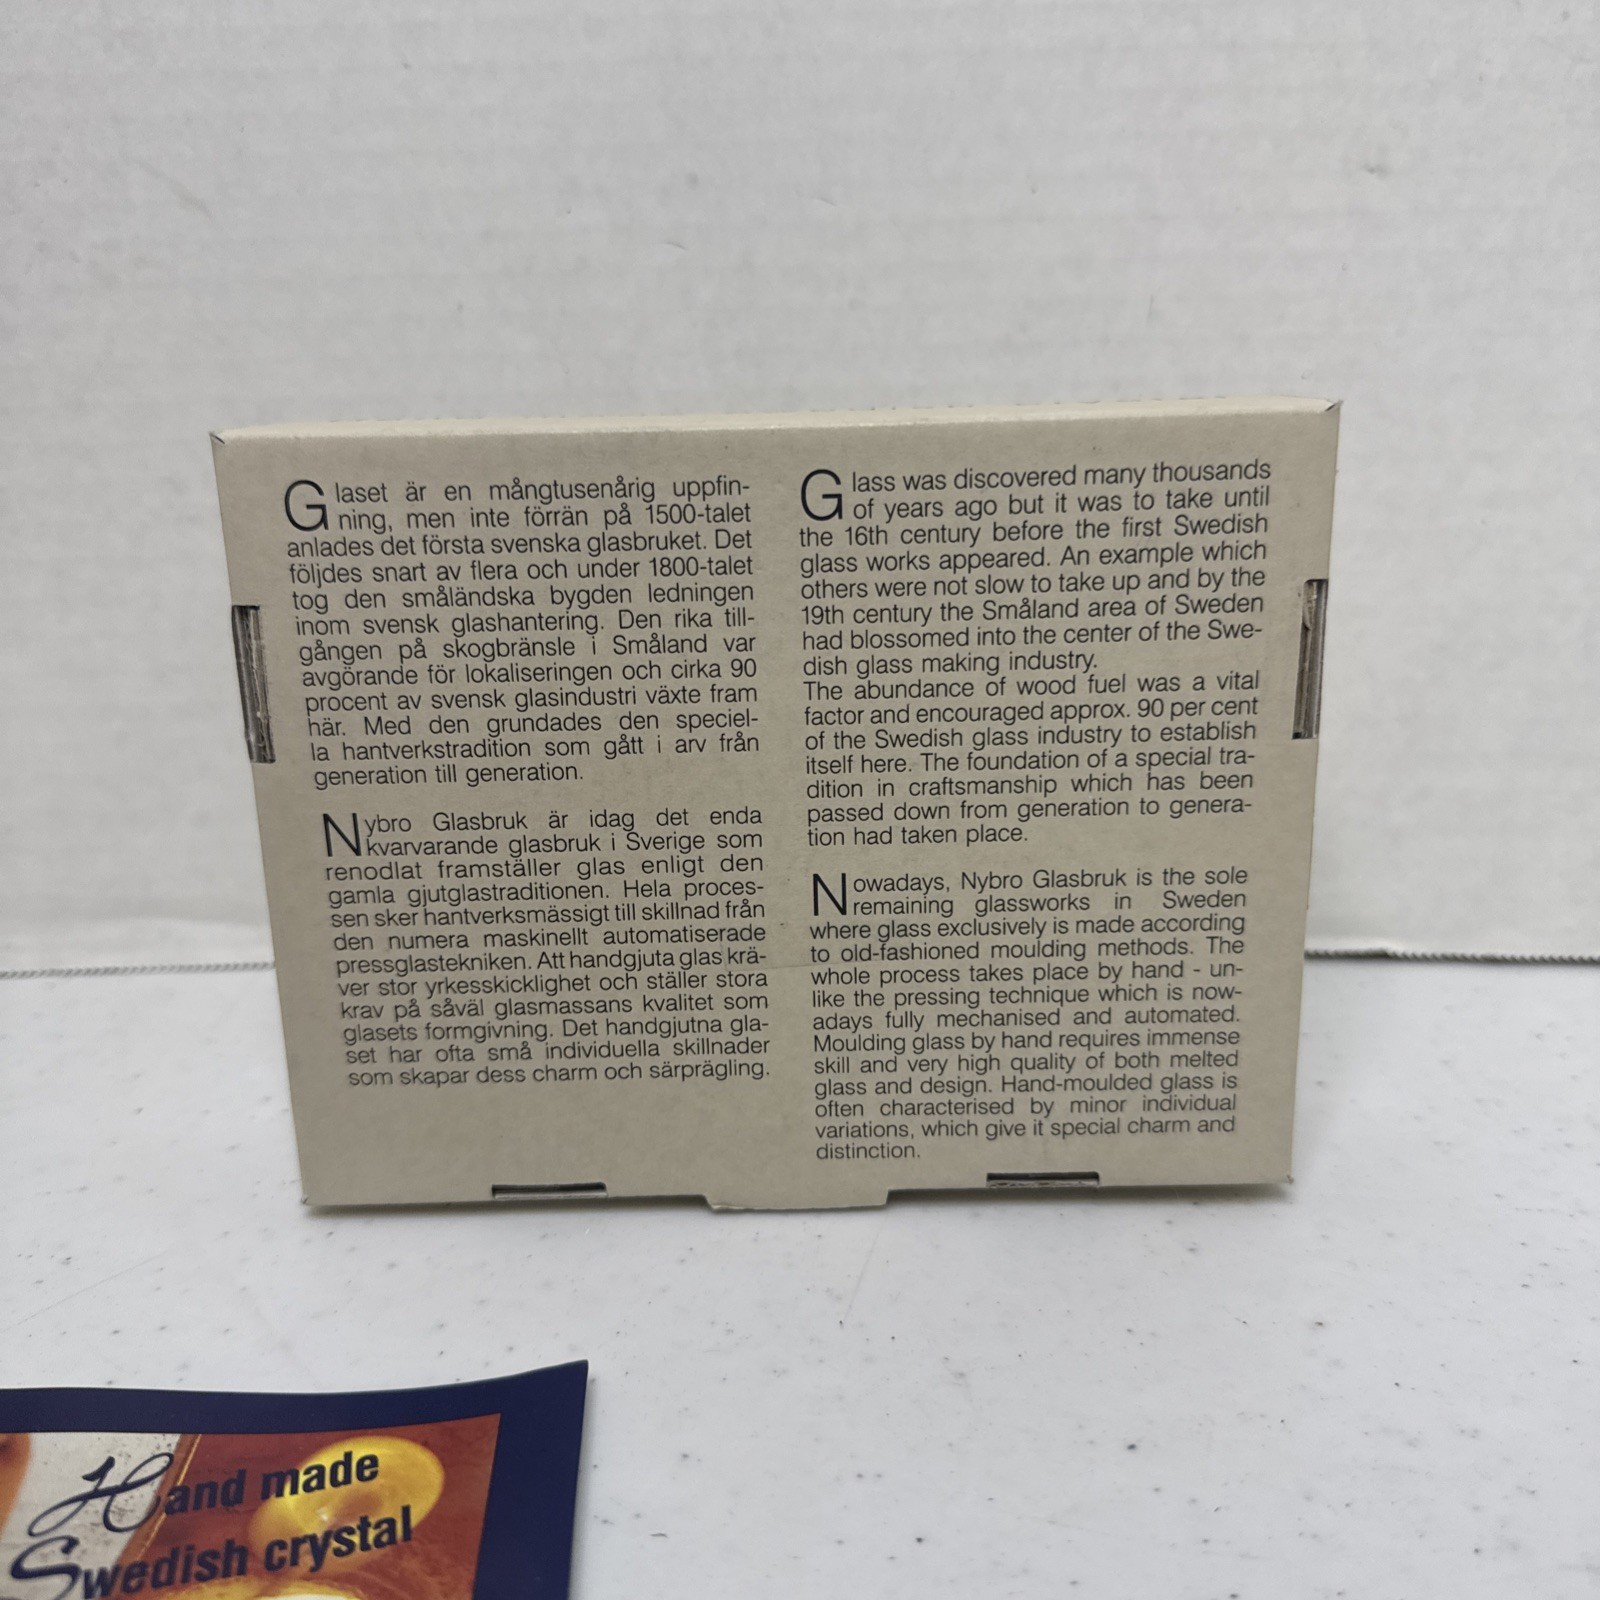 Glaset är en mångtusenårig uppfin-
ning, men inte förrän på 1500-talet
anlades det första svenska glasbruket. Det
följdes snart av flera och under 1800-talet
tog den småländska bygden ledningen
inom svensk glashantering. Den rika till-
gången på skogbränsle i Småland var
avgörande för lokaliseringen och cirka 90
procent av svensk glasindustri växte fram
här. Med den grundades den speciel-
la hantverkstradition som gått i arv från
generation till generation.
Nybro Glasbruk är idag det enda
kvarvarande glasbruk i Sverige som
renodlat framställer glas enligt den
gamla gjutglastraditionen. Hela proces-
sen sker hantverksmässigt till skillnad från
den numera maskinellt automatiserade
pressglastekniken. Att handgjuta glas krä-
ver stor yrkesskicklighet och ställer stora
krav på såväl glasmassans kvalitet som
glasets formgivning. Det handgjutna gla-
set har ofta små individuella skillnader
som skapar dess charm och särprägling.
Glass was discovered many thousands
of years ago but it was to take until
the 16th century before the first Swedish
glass works appeared. An example which
others were not slow to take up and by the
19th century the Småland area of Sweden
had blossomed into the center of the Swe-
dish glass making industry.
The abundance of wood fuel was a vital
factor and encouraged approx. 90 per cent
of the Swedish glass industry to establish
itself here. The foundation of a special tra-
dition in craftsmanship which has been
passed down from generation to genera-
tion had taken place.
Nowadays, Nybro Glasbruk is the sole
remaining glassworks in Sweden
where glass exclusively is made according
to old-fashioned moulding methods. The
whole process takes place by hand - un-
like the pressing technique which is now-
adays fully mechanised and automated.
Moulding glass by hand requires immense
skill and very high quality of both melted
glass and design. Hand-moulded glass is
often characterised by minor individual
variations, which give it special charm and
distinction.
Hand made
Swedish crystal